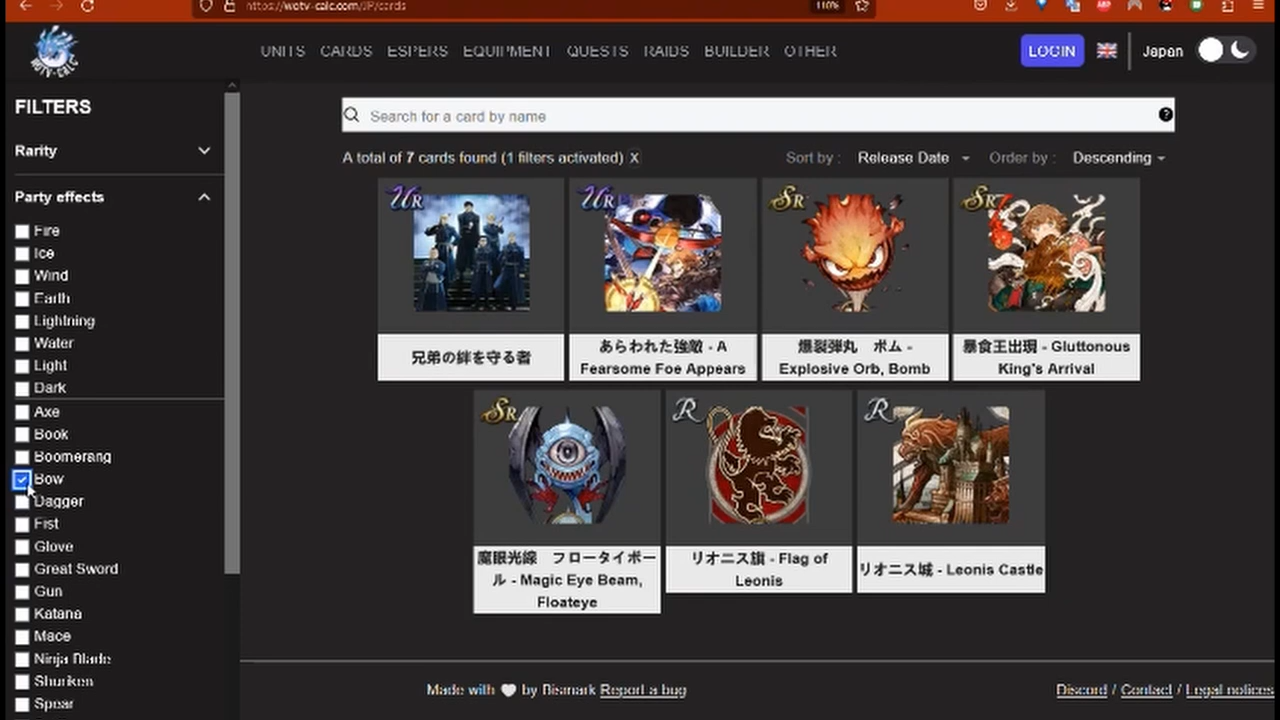 https://wotv-calc.com/JP/cards
110%
WOTV-CALC
UNITS CARDS ESPERS EQUIPMENT QUESTS RAIDS BUILDER OTHER
LOGIN
Japan
FILTERS
Rarity
Party effects
Fire
Ice
Wind
Earth
Lightning
Water
Light
Dark
Axe
Book
Boomerang
Bow
Dagger
Fist
Glove
Great Sword
Gun
Katana
Mace
Ninja Blade
Shuriken
Spear
Search for a card by name
?
A total of 7 cards found (1 filters activated) X
Sort by : Release Date
Order by : Descending
UR
兄弟の絆を守る者
UR
あらわれた強敵 - A
Fearsome Foe Appears
SR
爆裂弾丸 ボム -
Explosive Orb, Bomb
SR
暴食王出現 - Gluttonous
King's Arrival
SR
魔眼光線 フロータイボー
ル - Magic Eye Beam,
Floateye
R
リオニス旗 - Flag of
Leonis
R
リオニス城 - Leonis Castle
Made with by Bismark Report a bug
Discord / Contact / Legal notices